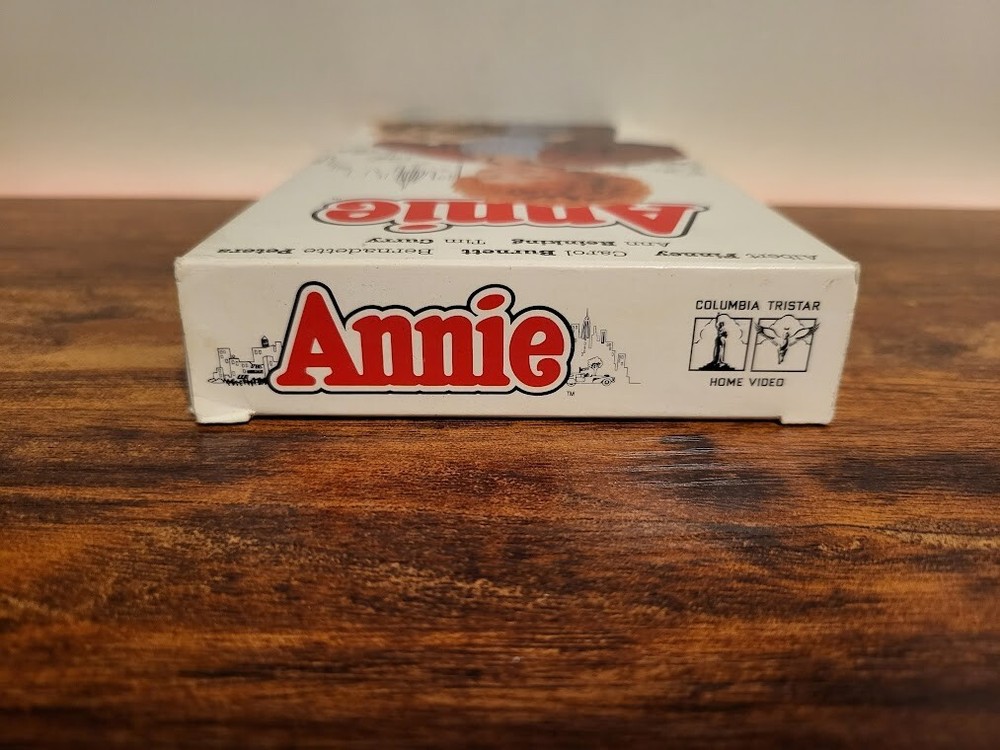 Annie
Ann Reinking Tim Curry
Albert Finney Carol Burnett Bernadette Peters
Annie
TM
COLUMBIA TRISTAR
HOME VIDEO